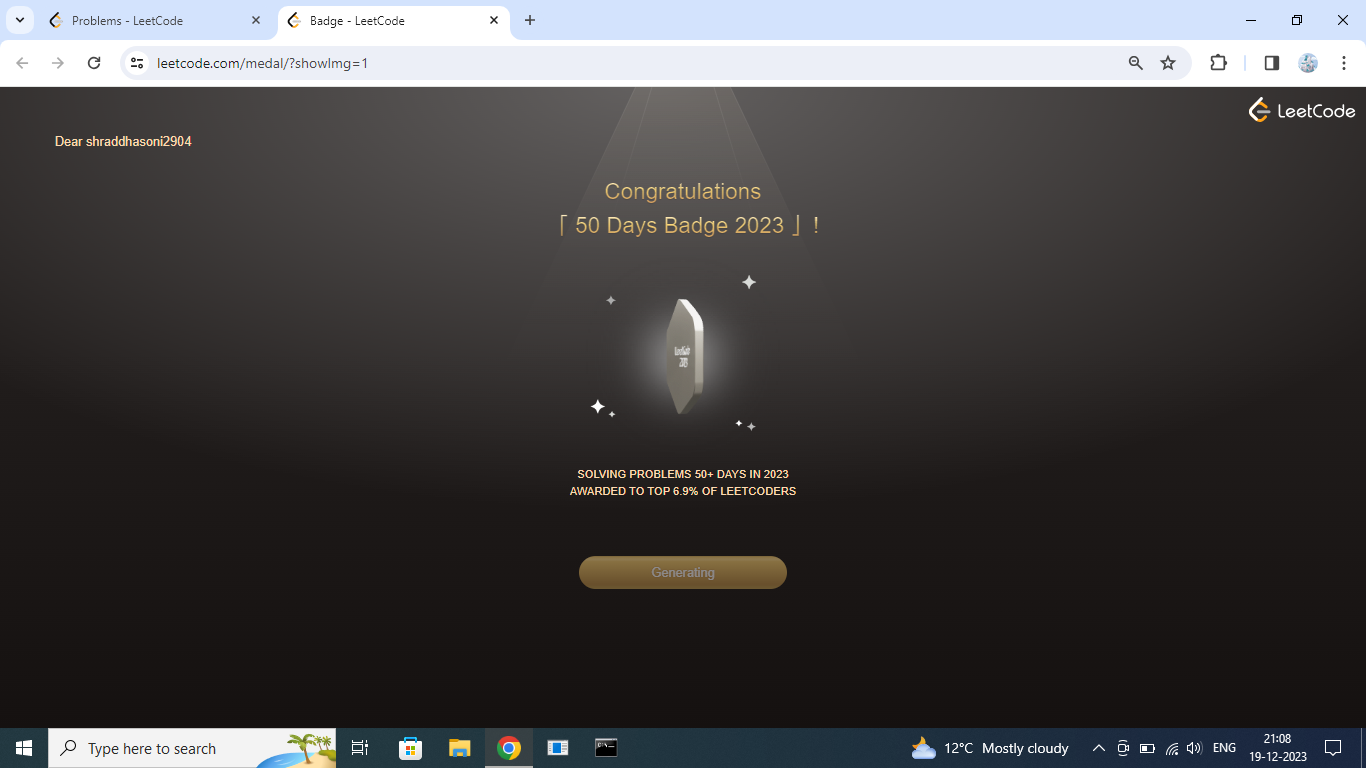 Problems - LeetCode
Badge - LeetCode
leetcode.com/medal/?showImg=1
LeetCode
Dear shraddhasoni2904
Congratulations
「 50 Days Badge 2023 」 !
SOLVING PROBLEMS 50+ DAYS IN 2023
AWARDED TO TOP 6.9% OF LEETCODERS
Generating
Type here to search
12°C Mostly cloudy
ENG
21:08
19-12-2023